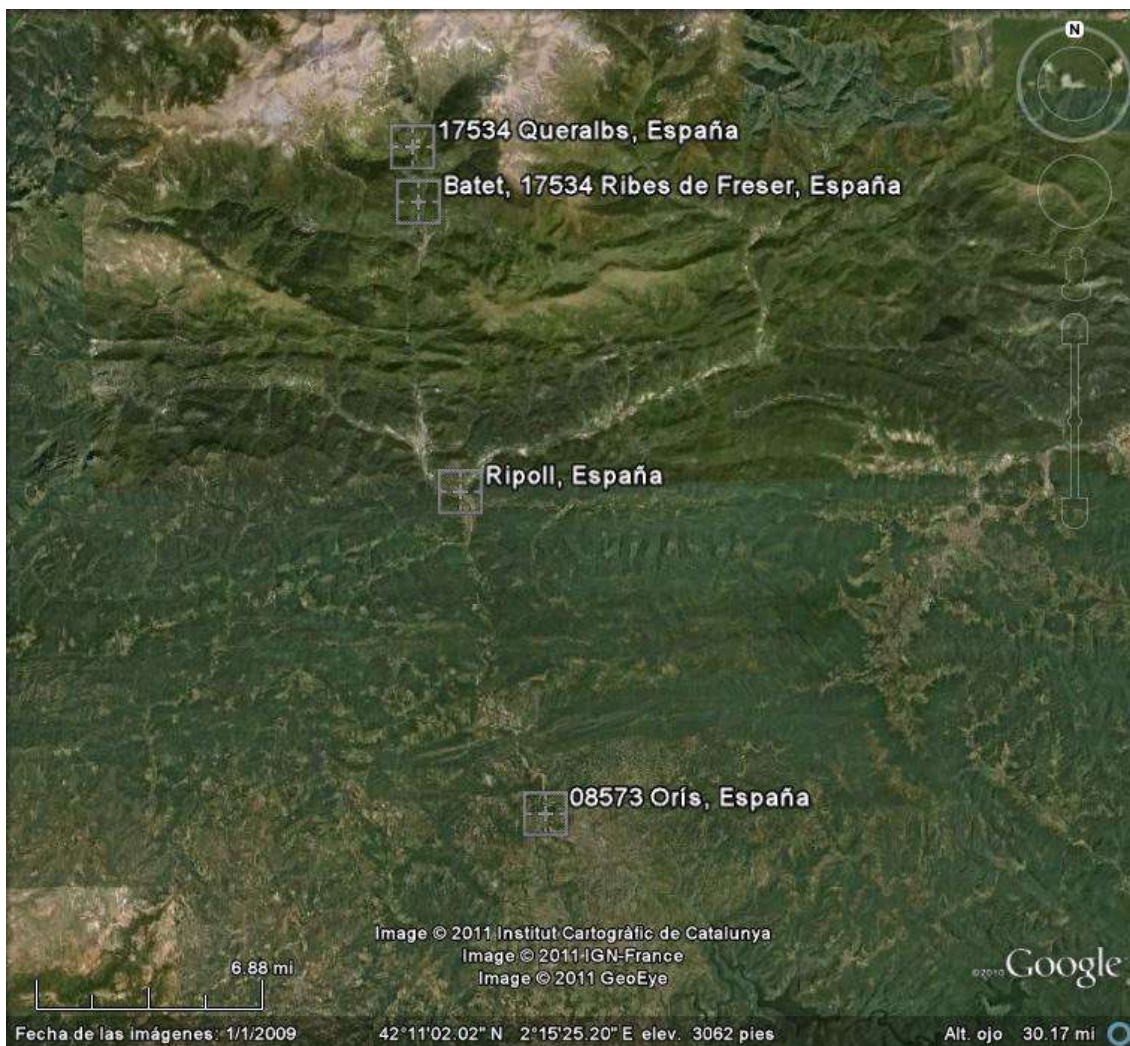 N
17534 Queralbs, España
Batet, 17534 Ribes de Freser, España
Ripoll, España
08573 Orís, España
Image © 2011 Institut Cartogràfic de Catalunya
Image © 2011 IGN-France
Image © 2011 GeoEye
©2010 Google
6.88 mi
Fecha de las imágenes: 1/1/2009 42°11'02.02" N 2°15'25.20" E elev. 3062 pies Alt. ojo 30.17 mi